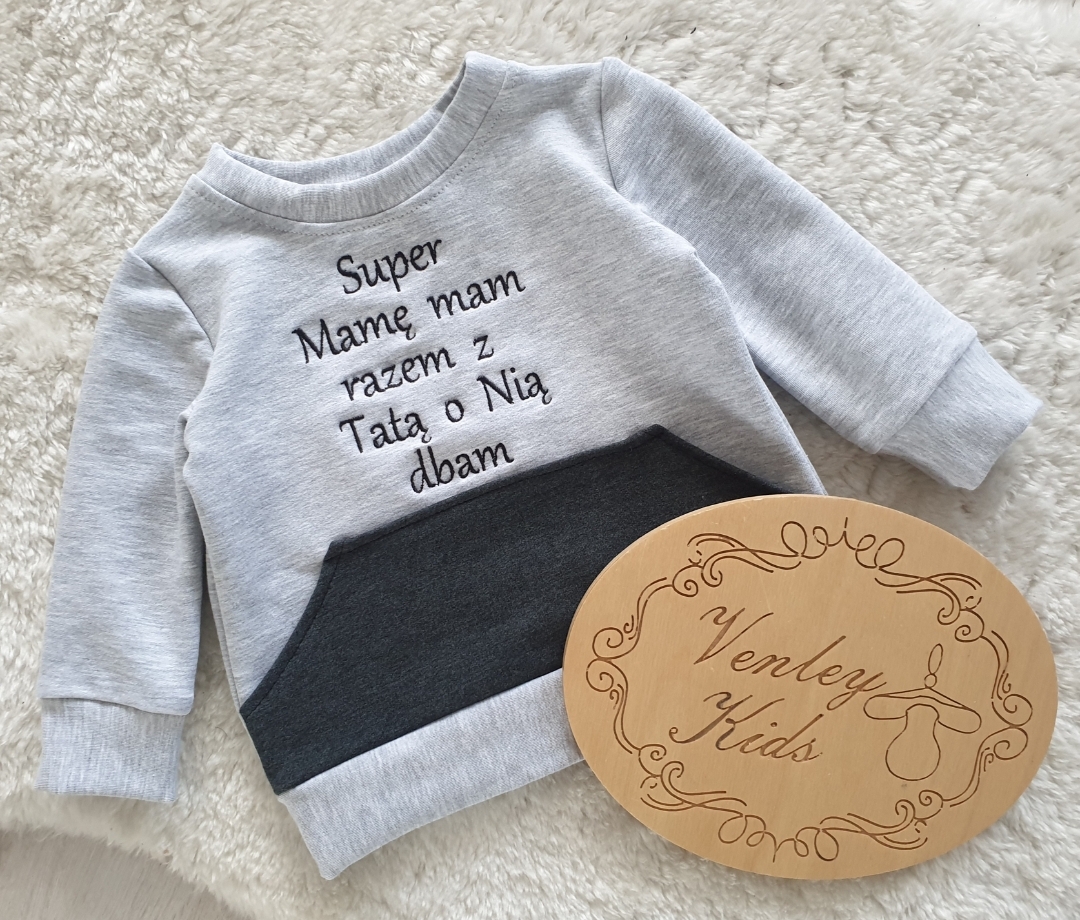 Super
Mamę mam
razem z
Tatą o Nią
dbam
Venley
Kids